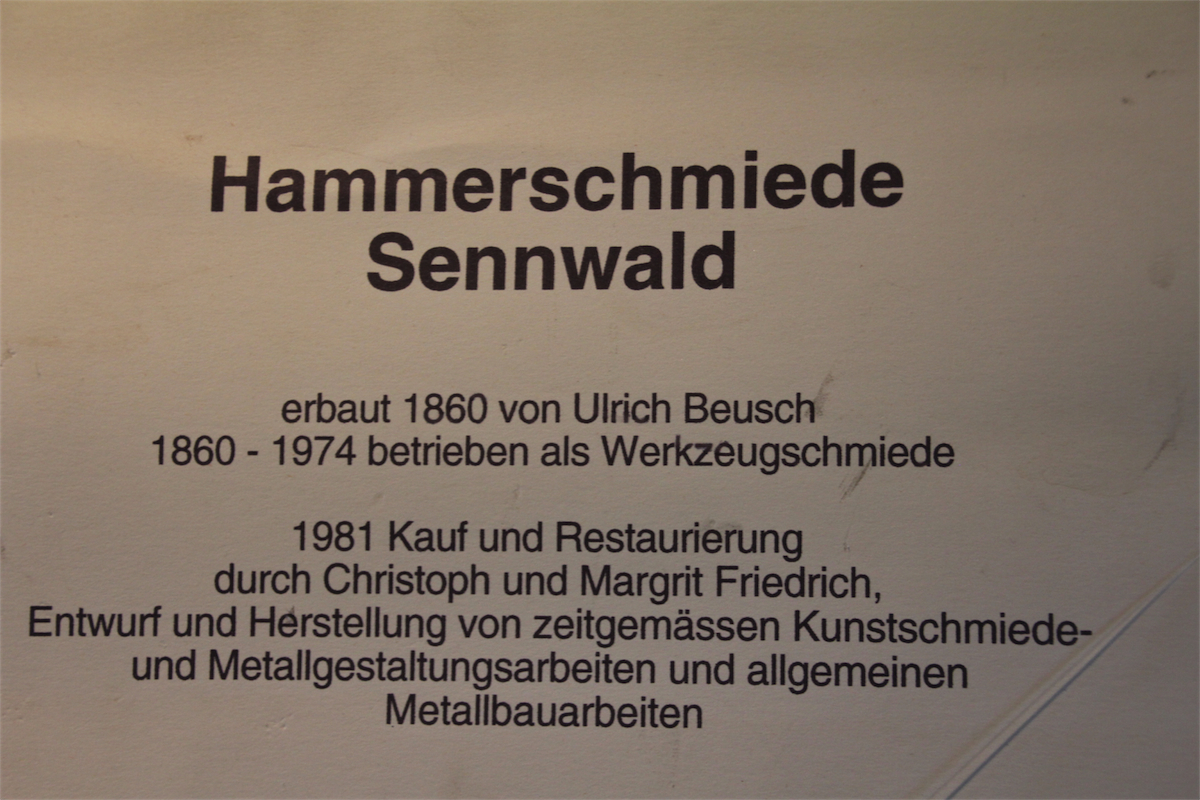 Hammerschmiede
Sennwald
erbaut 1860 von Ulrich Beusch
1860 - 1974 betrieben als Werkzeugschmiede
1981 Kauf und Restaurierung
durch Christoph und Margrit Friedrich,
Entwurf und Herstellung von zeitgemässen Kunstschmiede-
und Metallgestaltungsarbeiten und allgemeinen
Metallbauarbeiten